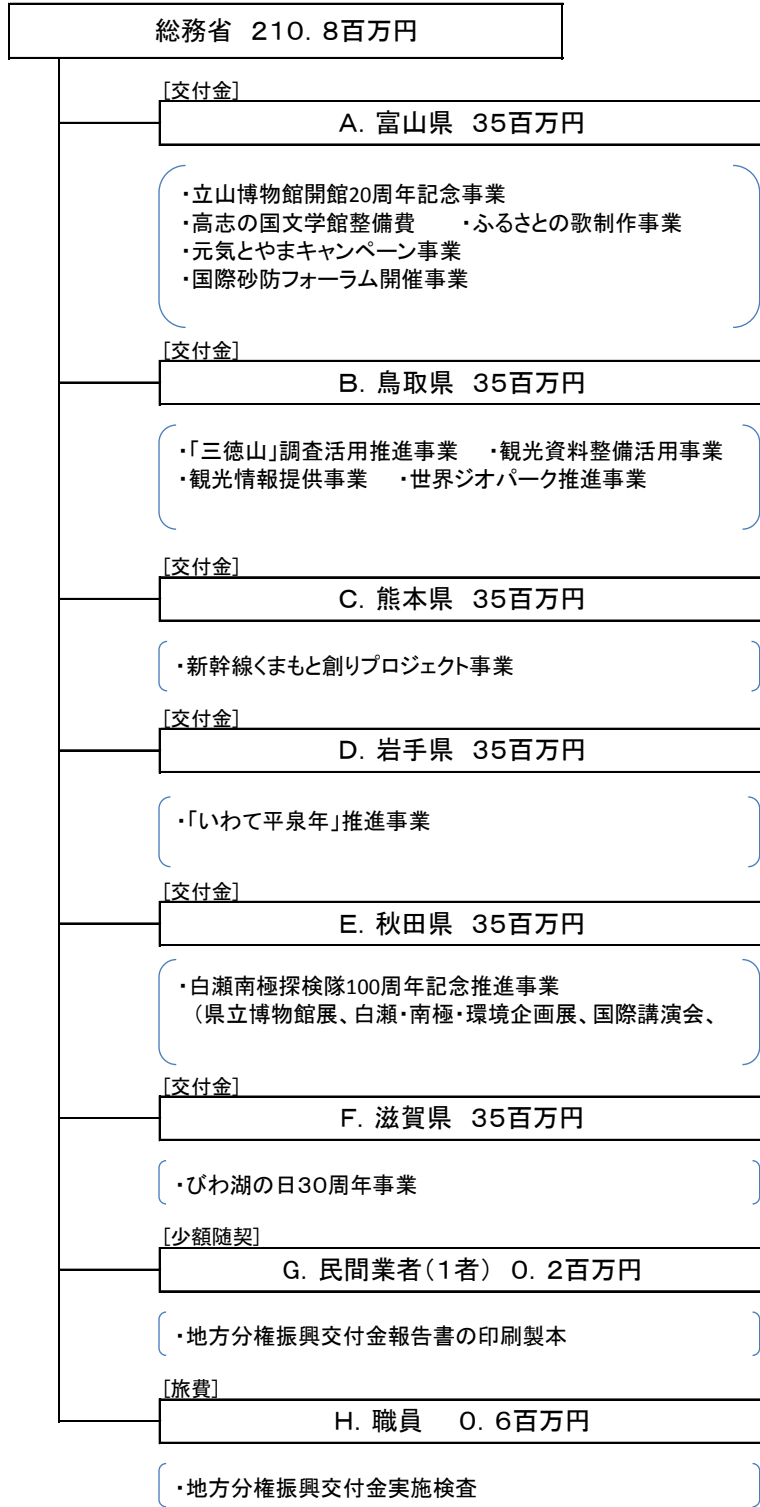 総務省　２１０．８百万円
［交付金］
Ａ．富山県　３５百万円
・立山博物館開館20周年記念事業
・高志の国文学館整備費　　・ふるさとの歌制作事業
・元気とやまキャンペーン事業
・国際砂防フォーラム開催事業
［交付金］
Ｂ．鳥取県　３５百万円
・「三徳山」調査活用推進事業　・観光資料整備活用事業
・観光情報提供事業　・世界ジオパーク推進事業
［交付金］
Ｃ．熊本県　３５百万円
・新幹線くまもと創りプロジェクト事業
［交付金］
Ｄ．岩手県　３５百万円
・「いわて平泉年」推進事業
［交付金］
Ｅ．秋田県　３５百万円
・白瀬南極探検隊100周年記念推進事業
（県立博物館展、白瀬・南極・環境企画展、国際講演会、
［交付金］
Ｆ．滋賀県　３５百万円
・びわ湖の日３０周年事業
［少額随契］
Ｇ．民間業者（１者）　０．２百万円
・地方分権振興交付金報告書の印刷製本
［旅費］
Ｈ．職員　　０．６百万円
・地方分権振興交付金実施検査